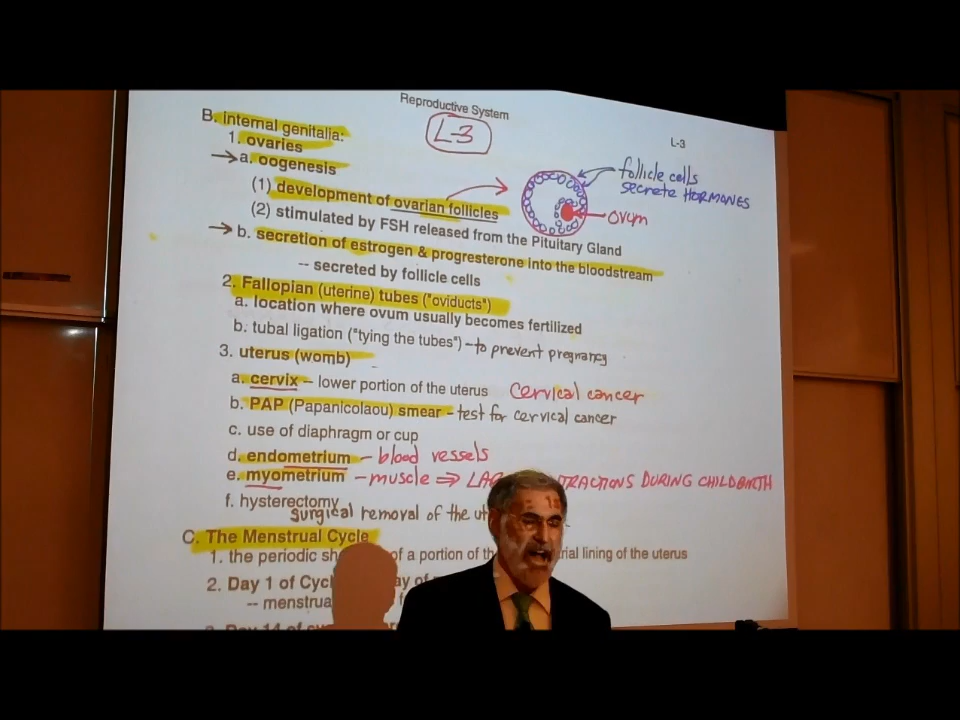 Reproductive System
L-3
L-3
B. Internal genitalia:
1. ovaries
a. oogenesis
(1) development of ovarian follicles
follicle cells
secrete HORMONES
ovum
(2) stimulated by FSH released from the Pituitary Gland
b. secretion of estrogen & progresterone into the bloodstream
-- secreted by follicle cells
2. Fallopian (uterine) tubes ("oviducts")
a. location where ovum usually becomes fertilized
b. tubal ligation ("tying the tubes") – to prevent pregnancy
3. uterus (womb)
a. cervix – lower portion of the uterus cervical cancer
b. PAP (Papanicolaou) smear – test for cervical cancer
c. use of diaphragm or cup
d. endometrium – blood vessels
e. myometrium – muscle ⇒ DURING CHILDBIRTH
f. hysterectomy
surgical removal of the
C. The Menstrual Cycle
1. the periodic of a portion of lining of the uterus
2. Day 1 of
--